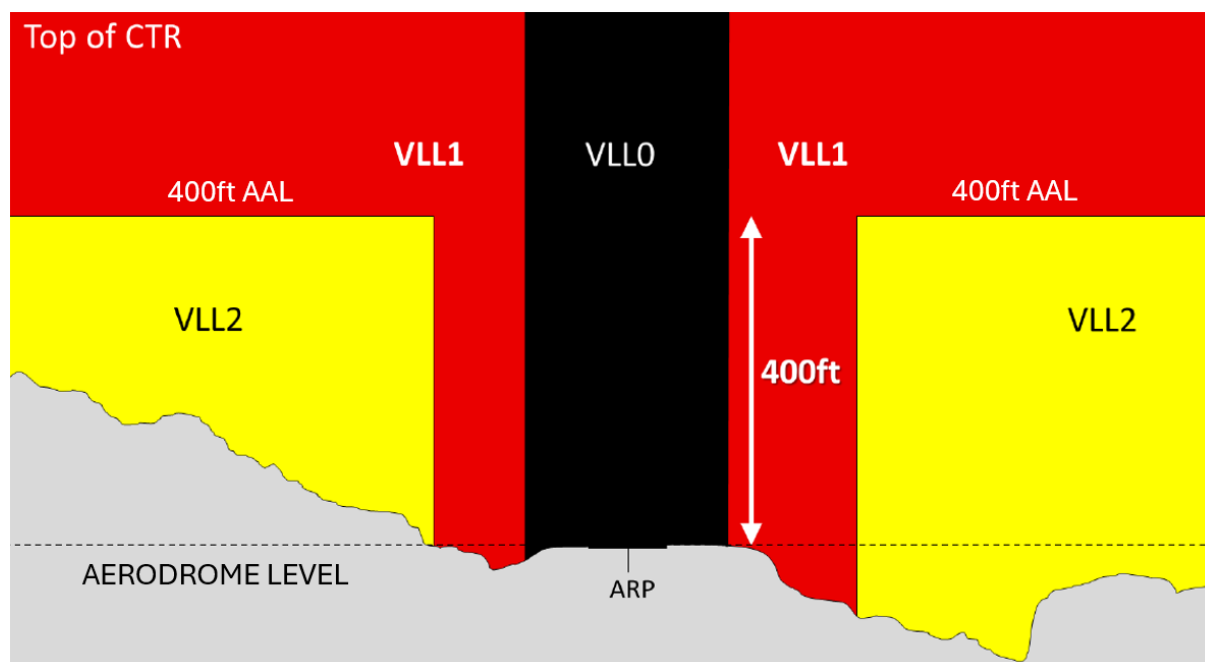 Top of CTR
VLL1
VLL0
VLL1
400ft AAL
400ft AAL
VLL2
VLL2
400ft
AERODROME LEVEL
ARP